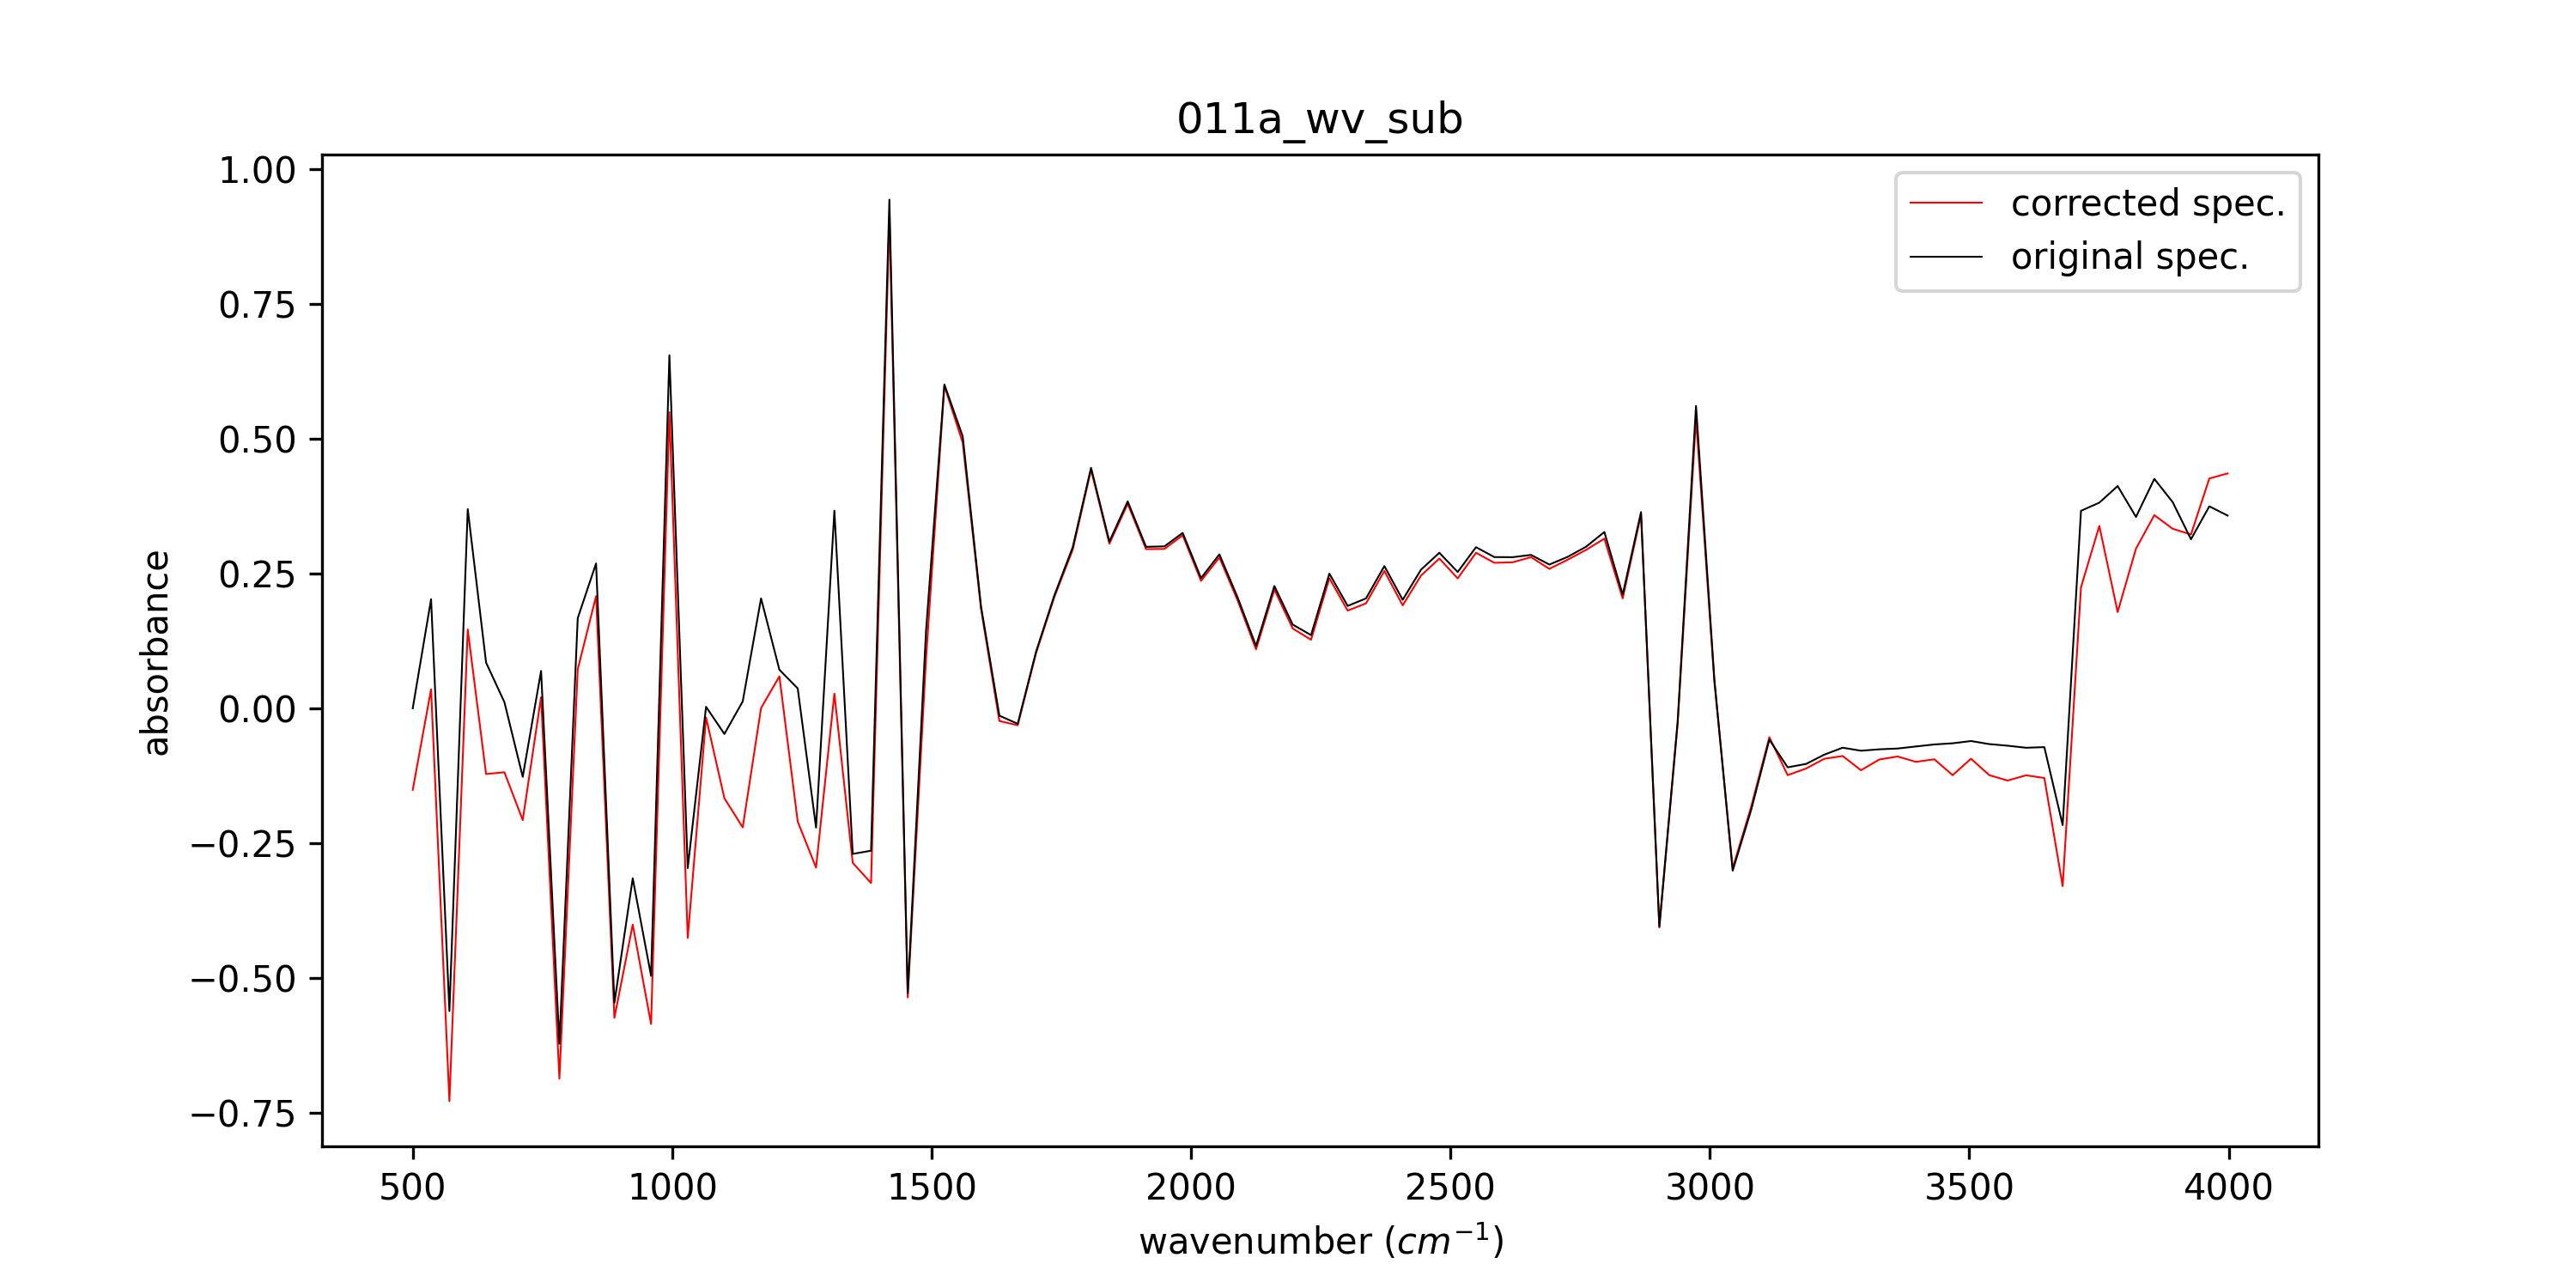 011a_wv_sub
corrected spec.
original spec.
absorbance
1.00
0.75
0.50
0.25
0.00
−0.25
−0.50
−0.75
500 1000 1500 2000 2500 3000 3500 4000
wavenumber (cm⁻¹)